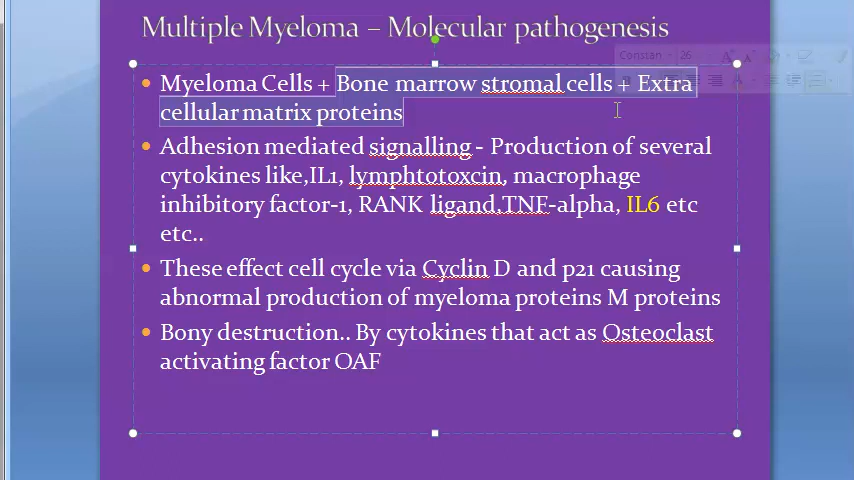 Multiple Myeloma – Molecular pathogenesis
Constan 26
Myeloma Cells + Bone marrow stromal cells + Extra
cellular matrix proteins
Adhesion mediated signalling - Production of several
cytokines like,IL1, lymphtotoxcin, macrophage
inhibitory factor-1, RANK ligand,TNF-alpha, IL6 etc
etc..
These effect cell cycle via Cyclin D and p21 causing
abnormal production of myeloma proteins M proteins
Bony destruction.. By cytokines that act as Osteoclast
activating factor OAF